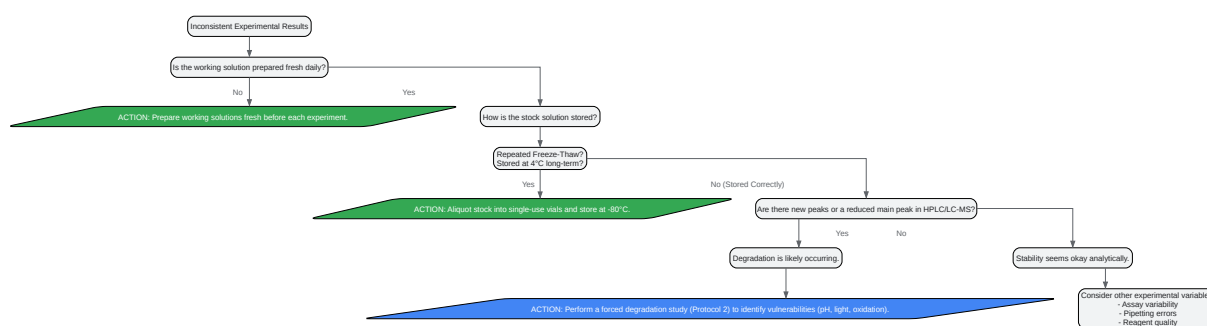 Inconsistent Experimental Results
Is the working solution prepared fresh daily?
No
Yes
ACTION: Prepare working solutions fresh before each experiment.
How is the stock solution stored?
Repeated Freeze-Thaw?
Stored at 4°C long-term?
Yes
No (Stored Correctly)
ACTION: Aliquot stock into single-use vials and store at -80°C.
Are there new peaks or a reduced main peak in HPLC/LC-MS?
Yes
No
Degradation is likely occurring.
Stability seems okay analytically.
ACTION: Perform a forced degradation study (Protocol 2) to identify vulnerabilities (pH, light, oxidation).
Consider other experimental variable
- Assay variability
- Pipetting errors
- Reagent quality